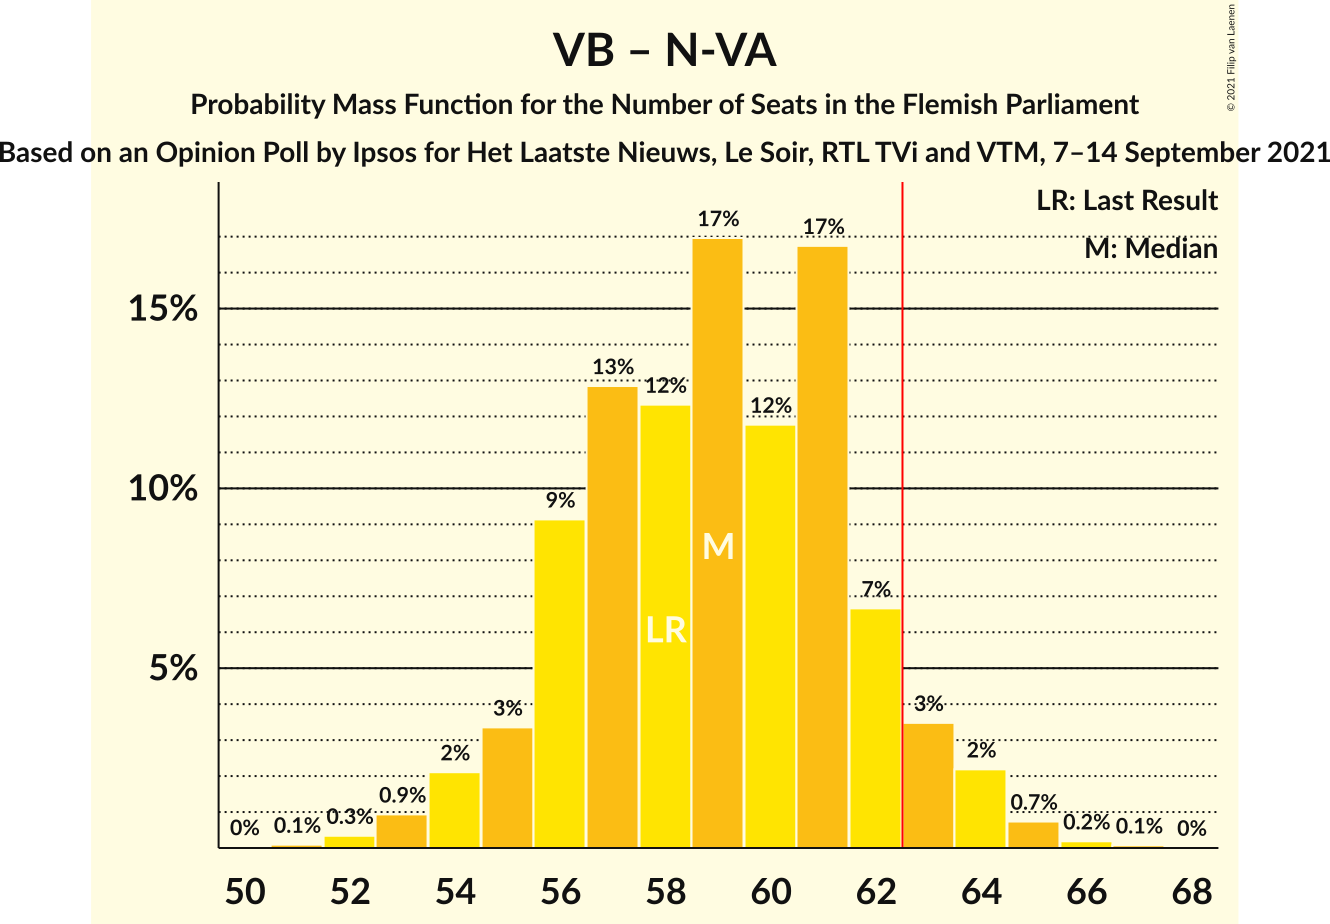 VB – N-VA
Probability Mass Function for the Number of Seats in the Flemish Parliament
Based on an Opinion Poll by Ipsos for Het Laatste Nieuws, Le Soir, RTL TVi and VTM, 7–14 September 2021
© 2021 Filip van Laenen
LR: Last Result
M: Median
15%
10%
5%
0%
0.1%
0.3%
0.9%
2%
3%
9%
13%
12%
17%
12%
17%
7%
3%
2%
0.7%
0.2%
0.1%
0%
M
LR
50 52 54 56 58 60 62 64 66 68